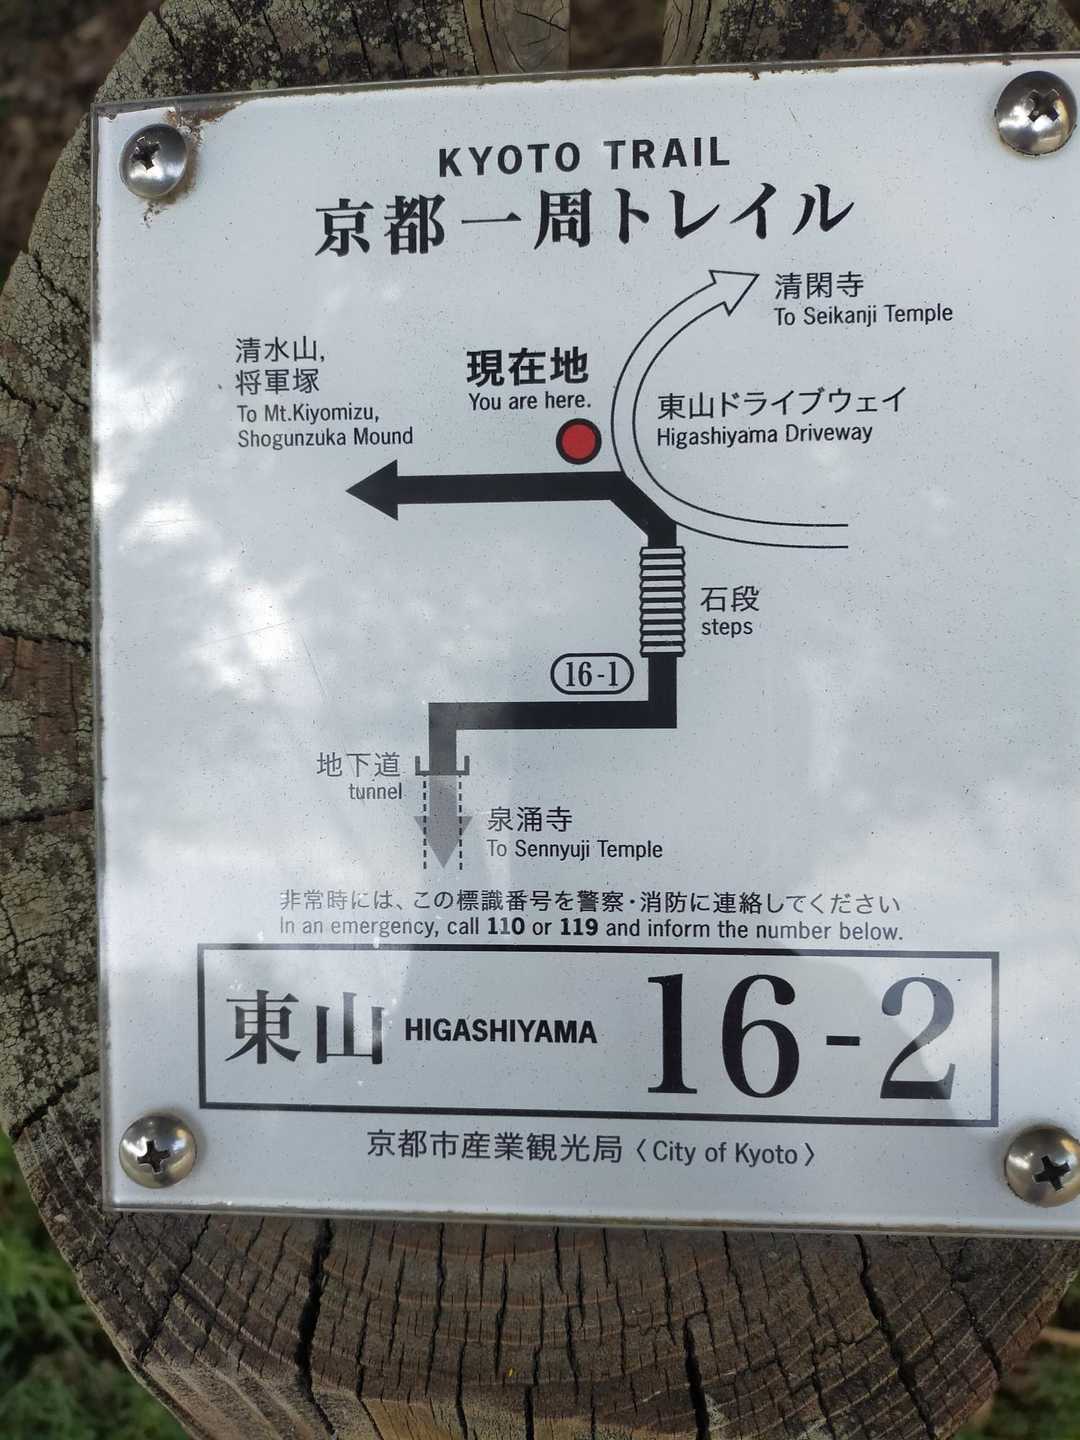 KYOTO TRAIL
京都一周トレイル
清閑寺
To Seikanji Temple
清水山,
将軍塚
To Mt.Kiyomizu,
Shogunzuka Mound
現在地
You are here.
東山ドライブウェイ
Higashiyama Driveway
石段
steps
16-1
地下道
tunnel
泉涌寺
To Sennyuji Temple
非常時には、この標識番号を警察・消防に連絡してください
In an emergency, call 110 or 119 and inform the number below.
東山 HIGASHIYAMA 16-2
京都市産業観光局〈City of Kyoto〉